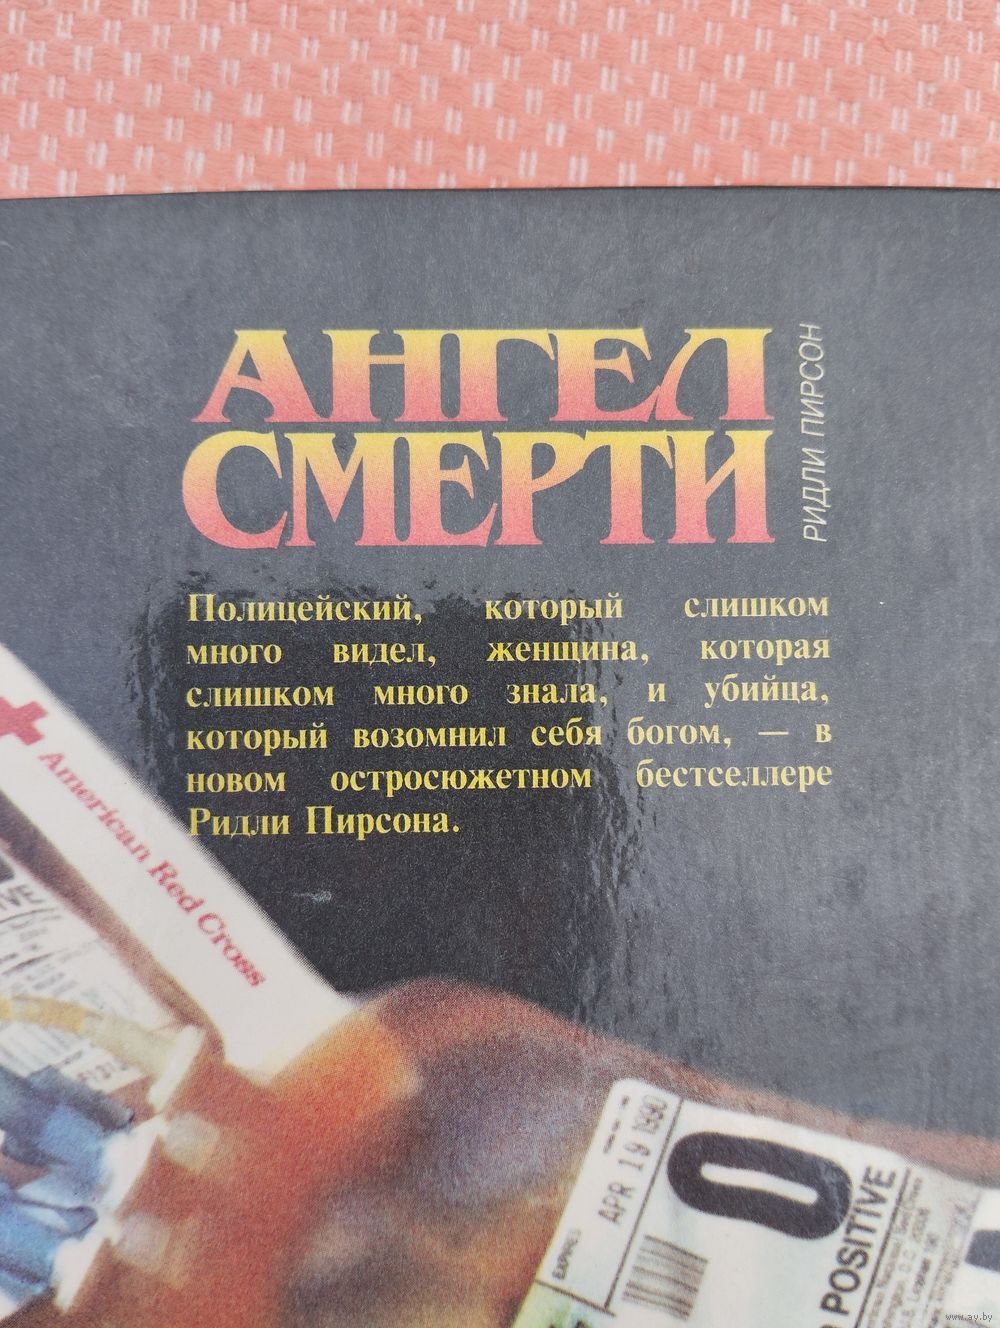 АНГЕЛ
СМЕРТИ
РИДЛИ ПИРСОН
Полицейский, который слишком
много видел, женщина, которая
слишком много знала, и убийца,
который возомнил себя богом, — в
новом остросюжетном бестселлере
Ридли Пирсона.
American Red Cross
APR 19 1990
EXPIRES
O
POSITIVE
www.ay.by